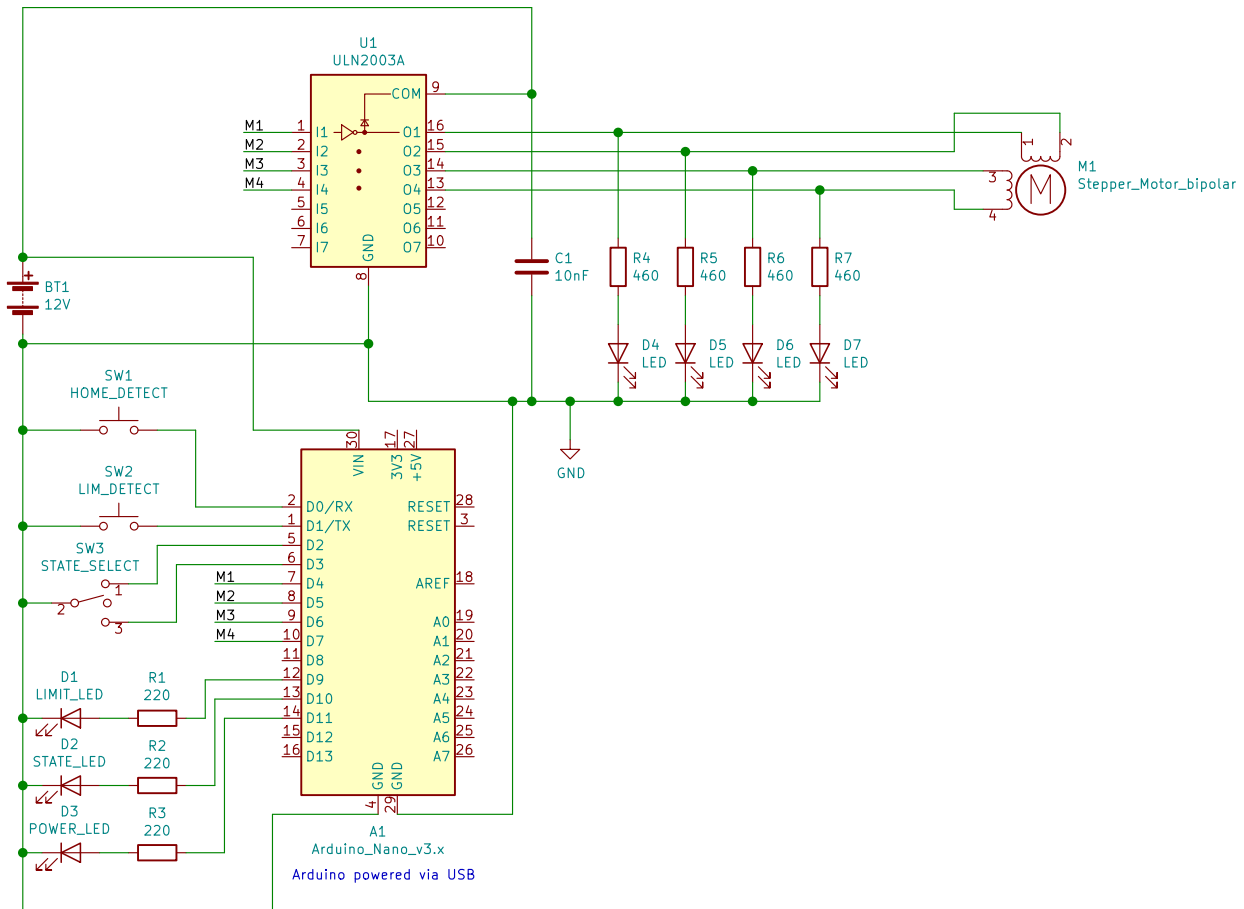 U1
ULN2003A
COM 9
M1 1 I1 O1 16
M2 2 I2 O2 15
M3 3 I3 O3 14
M4 4 I4 O4 13
5 I5 O5 12
6 I6 O6 11
7 I7 O7 10
GND
8
1 2
3
4
M1
Stepper_Motor_bipolar
+
BT1
12V
C1
10nF
R4
460
R5
460
R6
460
R7
460
D4
LED
D5
LED
D6
LED
D7
LED
GND
SW1
HOME_DETECT
SW2
LIM_DETECT
SW3
STATE_SELECT
1
2
3
30 17 27
VIN 3V3 +5V
2 D0/RX RESET 28
1 D1/TX RESET 3
5 D2
6 D3
M1 7 D4 AREF 18
M2 8 D5
M3 9 D6 A0 19
M4 10 D7 A1 20
11 D8 A2 21
12 D9 A3 22
13 D10 A4 23
14 D11 A5 24
15 D12 A6 25
16 D13 A7 26
GND GND
4 29
D1
LIMIT_LED
R1
220
D2
STATE_LED
R2
220
D3
POWER_LED
R3
220
A1
Arduino_Nano_v3.x
Arduino powered via USB